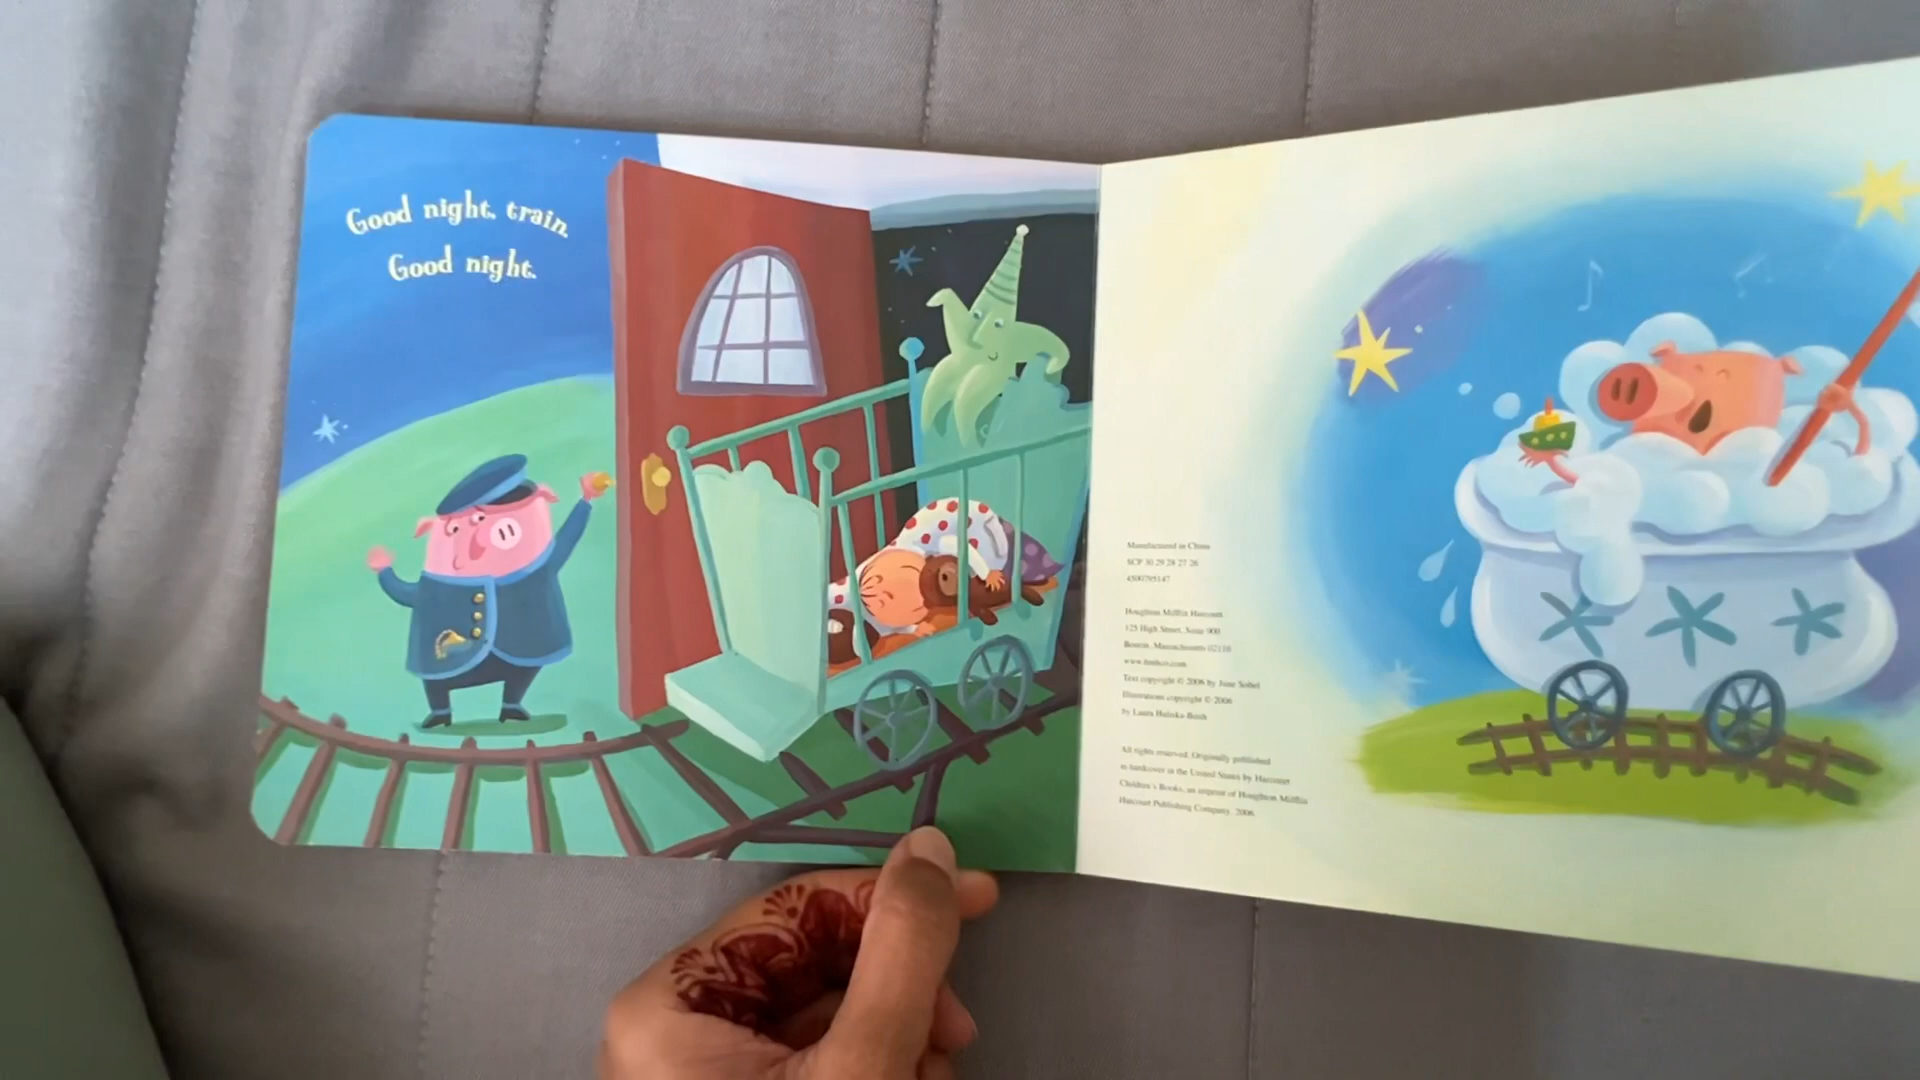 Good night, train.
Good night.
Manufactured in China
SCP 30 29 28 27 26
4500795147
Houghton Mifflin Harcourt
125 High Street, Suite 900
Boston, Massachusetts 02110
www.hmhco.com
Text copyright © 2006 by June Sobel
Illustrations copyright © 2006
by Laura Huliska-Beith
All rights reserved. Originally published
in hardcover in the United States by Harcourt
Children's Books, an imprint of Houghton Mifflin
Harcourt Publishing Company, 2006.